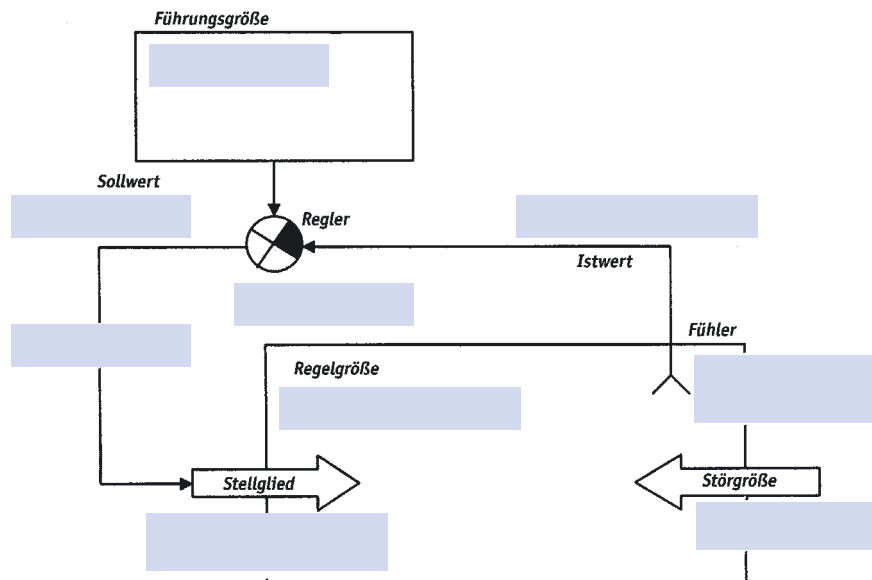 Führungsgröße
Sollwert
Regler
Istwert
Fühler
Regelgröße
Stellglied
Störgröße